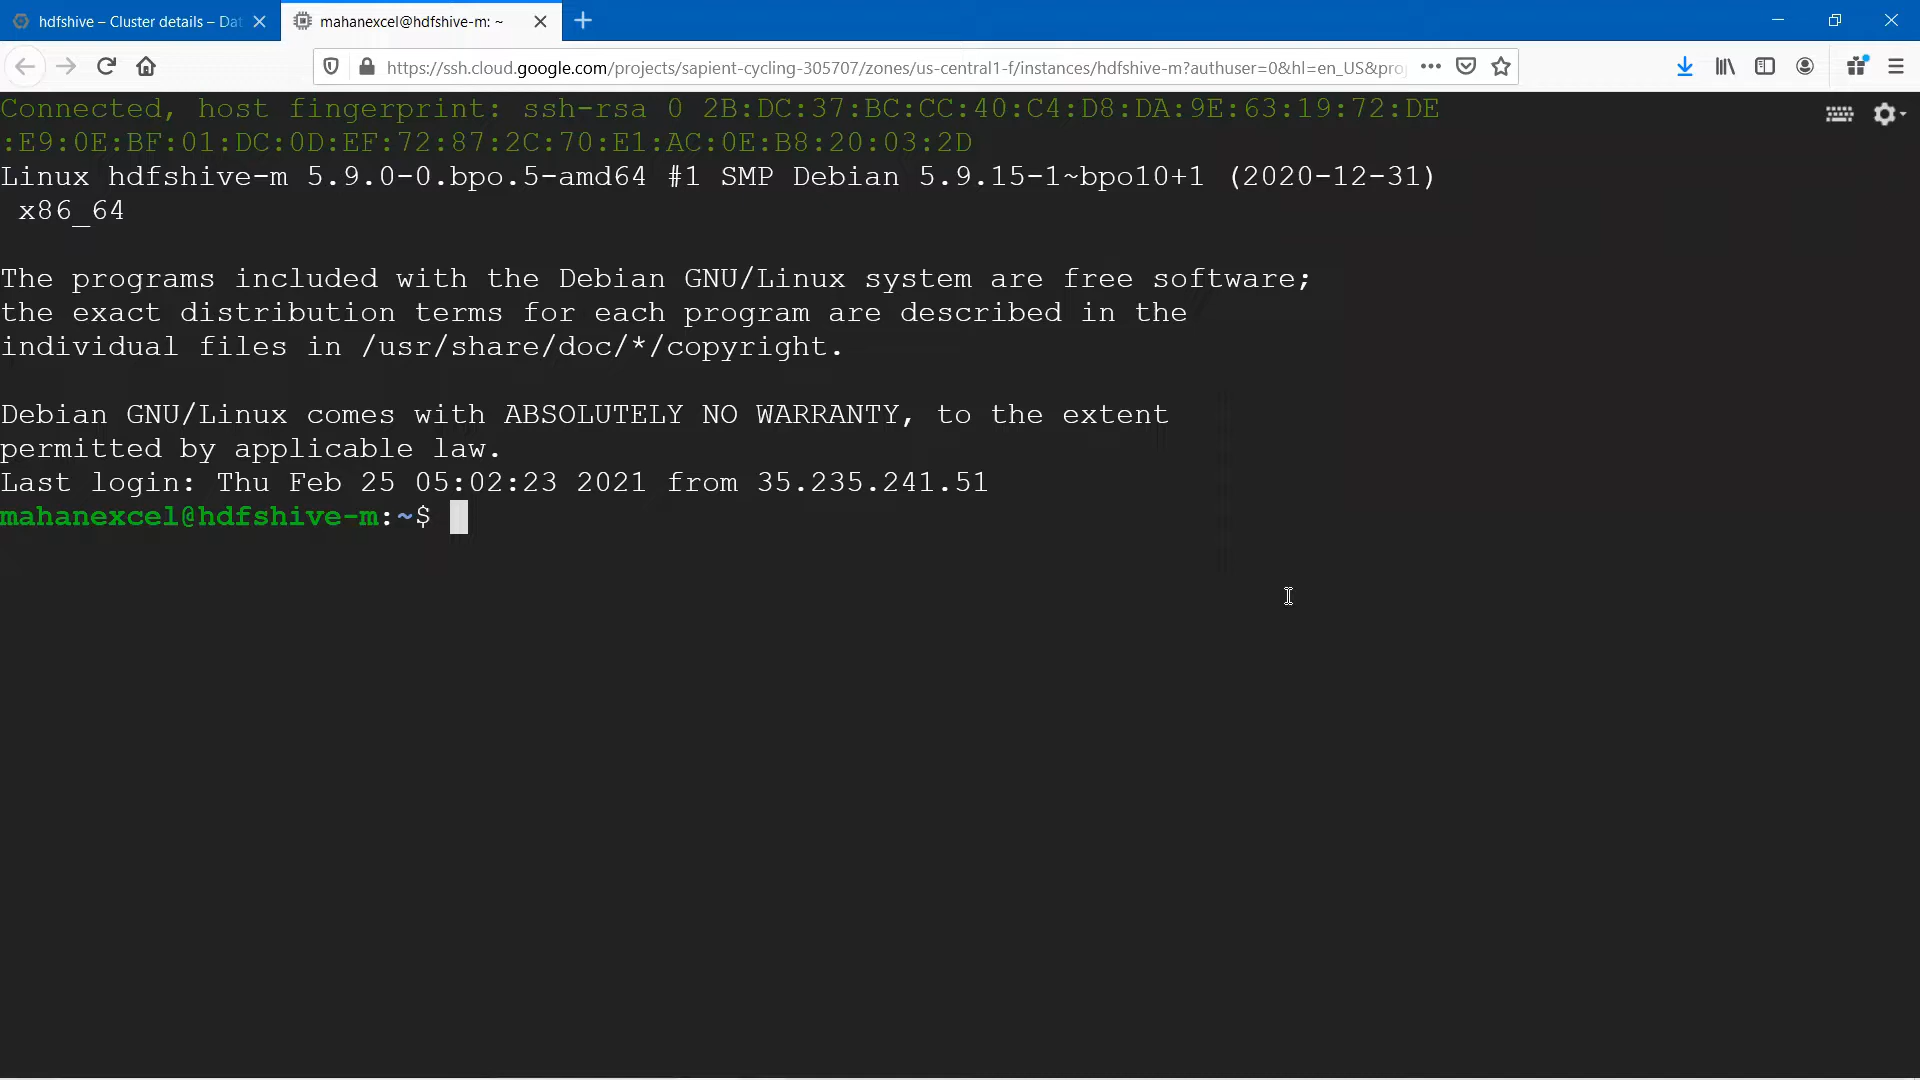 hdfshive – Cluster details – Dat
mahanexcel@hdfshive-m: ~
https://ssh.cloud.google.com/projects/sapient-cycling-305707/zones/us-central1-f/instances/hdfshive-m?authuser=0&hl=en_US&proj
Connected, host fingerprint: ssh-rsa 0 2B:DC:37:BC:CC:40:C4:D8:DA:9E:63:19:72:DE
:E9:0E:BF:01:DC:0D:EF:72:87:2C:70:E1:AC:0E:B8:20:03:2D
Linux hdfshive-m 5.9.0-0.bpo.5-amd64 #1 SMP Debian 5.9.15-1~bpo10+1 (2020-12-31)
x86_64
The programs included with the Debian GNU/Linux system are free software;
the exact distribution terms for each program are described in the
individual files in /usr/share/doc/*/copyright.
Debian GNU/Linux comes with ABSOLUTELY NO WARRANTY, to the extent
permitted by applicable law.
Last login: Thu Feb 25 05:02:23 2021 from 35.235.241.51
mahanexcel@hdfshive-m:~$